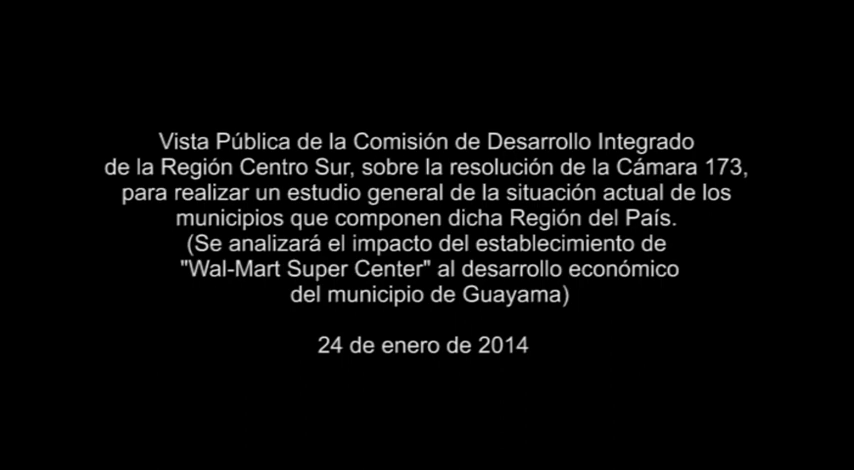 Vista Pública de la Comisión de Desarrollo Integrado
de la Región Centro Sur, sobre la resolución de la Cámara 173,
para realizar un estudio general de la situación actual de los
municipios que componen dicha Región del País.
(Se analizará el impacto del establecimiento de
"Wal-Mart Super Center" al desarrollo económico
del municipio de Guayama)
24 de enero de 2014